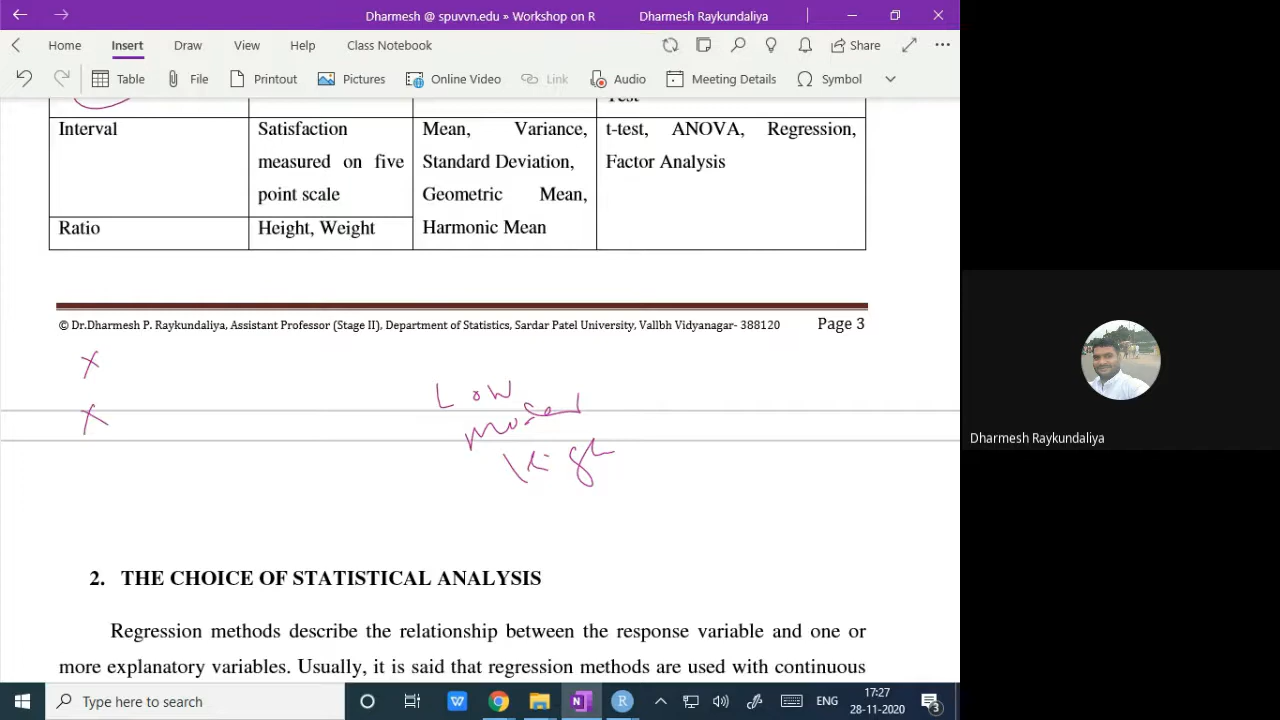 Dharmesh @ spuvvn.edu » Workshop on R Dharmesh Raykundaliya
Home Insert Draw View Help Class Notebook Share
Table File Printout Pictures Online Video Link Audio Meeting Details Symbol
Test
Interval Satisfaction Mean, Variance, t-test, ANOVA, Regression,
measured on five Standard Deviation, Factor Analysis
point scale Geometric Mean,
Ratio Height, Weight Harmonic Mean
© Dr.Dharmesh P. Raykundaliya, Assistant Professor (Stage II), Department of Statistics, Sardar Patel University, Vallbh Vidyanagar- 388120 Page 3
X
X
Low
High
Dharmesh Raykundaliya
2. THE CHOICE OF STATISTICAL ANALYSIS
Regression methods describe the relationship between the response variable and one or
more explanatory variables. Usually, it is said that regression methods are used with continuous
Type here to search ENG 17:27
28-11-2020 3